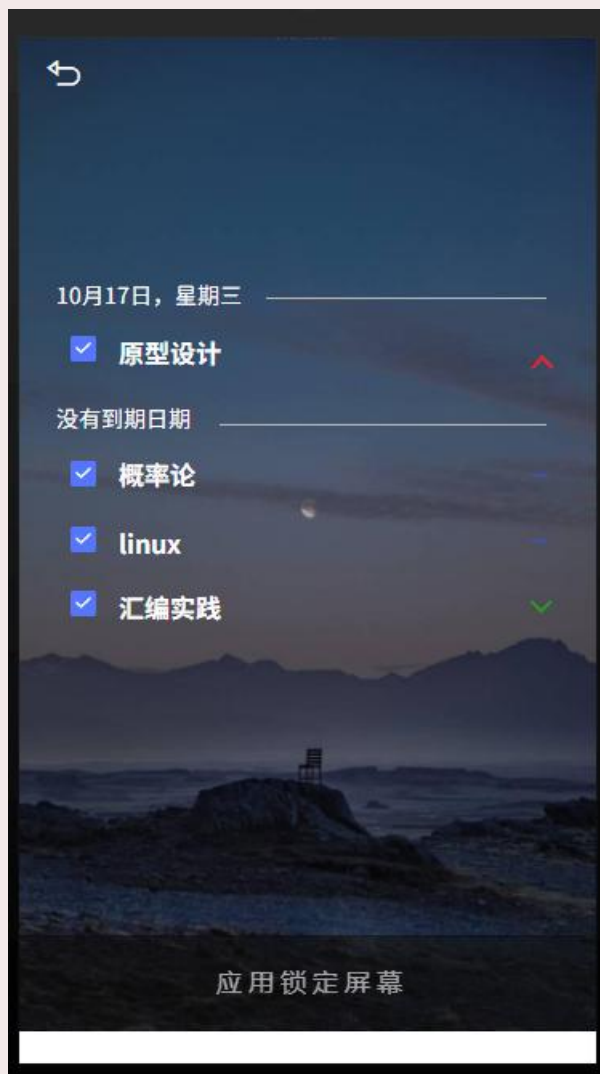 10月17日，星期三
原型设计
没有到期日期
概率论
linux
汇编实践
应用锁定屏幕